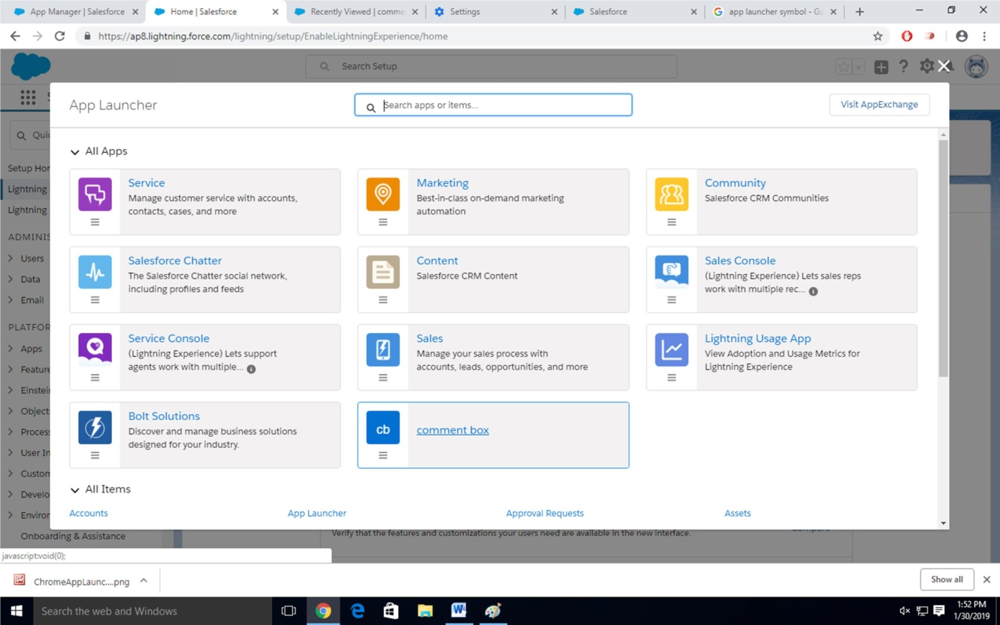 App Manager | Salesforce
Home | Salesforce
Recently Viewed | comme
Settings
Salesforce
app launcher symbol - Go
https://ap8.lightning.force.com/lightning/setup/EnableLightningExperience/home
Search Setup
App Launcher
Search apps or items...
Visit AppExchange
Quic
All Apps
Setup Hom
Service
Manage customer service with accounts,
contacts, cases, and more
Marketing
Best-in-class on-demand marketing
automation
Community
Salesforce CRM Communities
Lightning
Lightning
ADMINIS
Users
Data
Email
Salesforce Chatter
The Salesforce Chatter social network,
including profiles and feeds
Content
Salesforce CRM Content
Sales Console
(Lightning Experience) Lets sales reps
work with multiple rec...
PLATFOR
Apps
Feature
Einstei
Service Console
(Lightning Experience) Lets support
agents work with multiple...
Sales
Manage your sales process with
accounts, leads, opportunities, and more
Lightning Usage App
View Adoption and Usage Metrics for
Lightning Experience
Object
Process
User In
Custom
Bolt Solutions
Discover and manage business solutions
designed for your industry.
cb
comment box
Develo
Environ
All Items
Accounts
App Launcher
Approval Requests
Assets
Onboarding & Assistance
Verify that the features and customizations your users need are available in the new interface.
javascript:void(0);
ChromeAppLaunc....png
Show all
Search the web and Windows
1:52 PM
1/30/2019